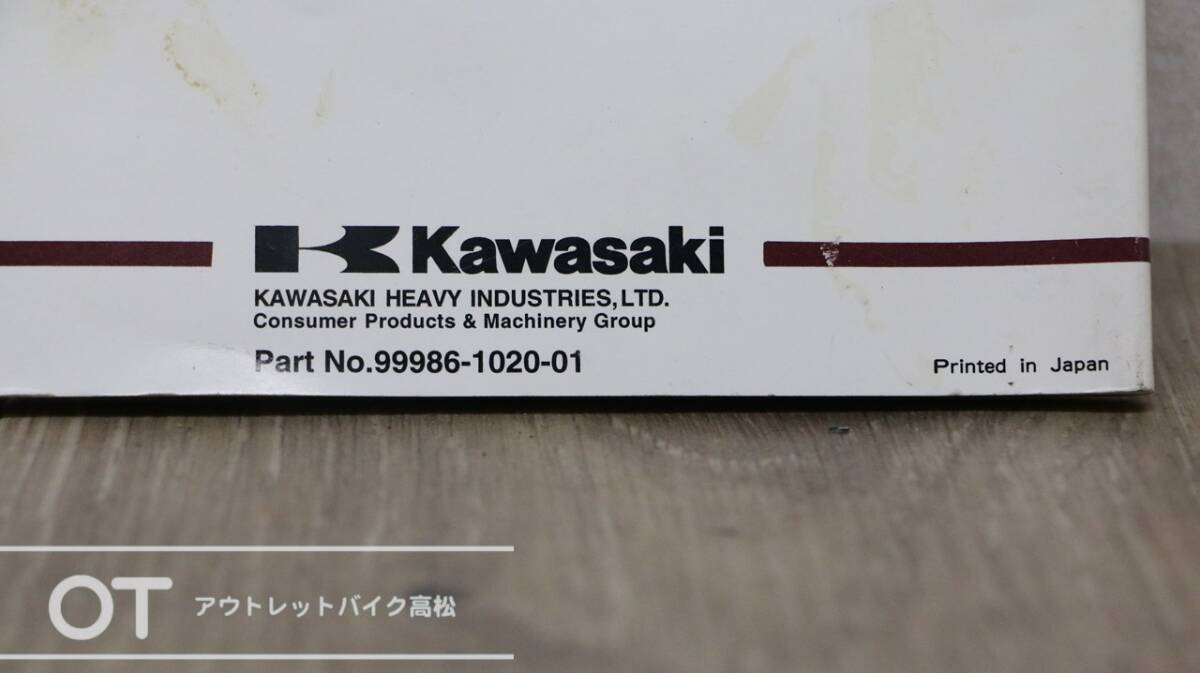 Kawasaki
KAWASAKI HEAVY INDUSTRIES, LTD.
Consumer Products & Machinery Group
Part No.99986-1020-01
Printed in Japan
OT アウトレットバイク高松